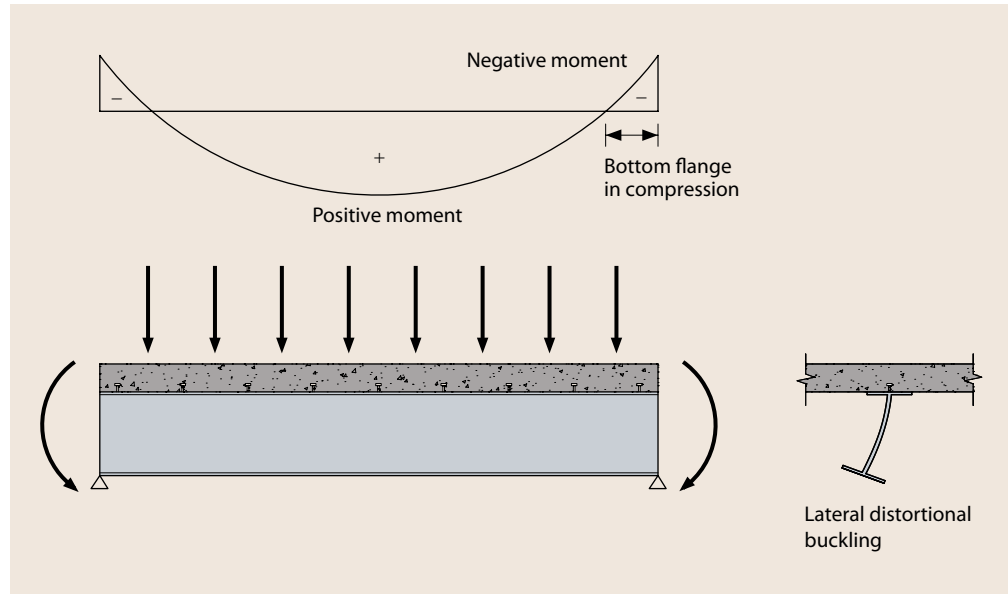 Negative moment
−
−
+
Bottom flange
in compression
Positive moment
Lateral distortional
buckling